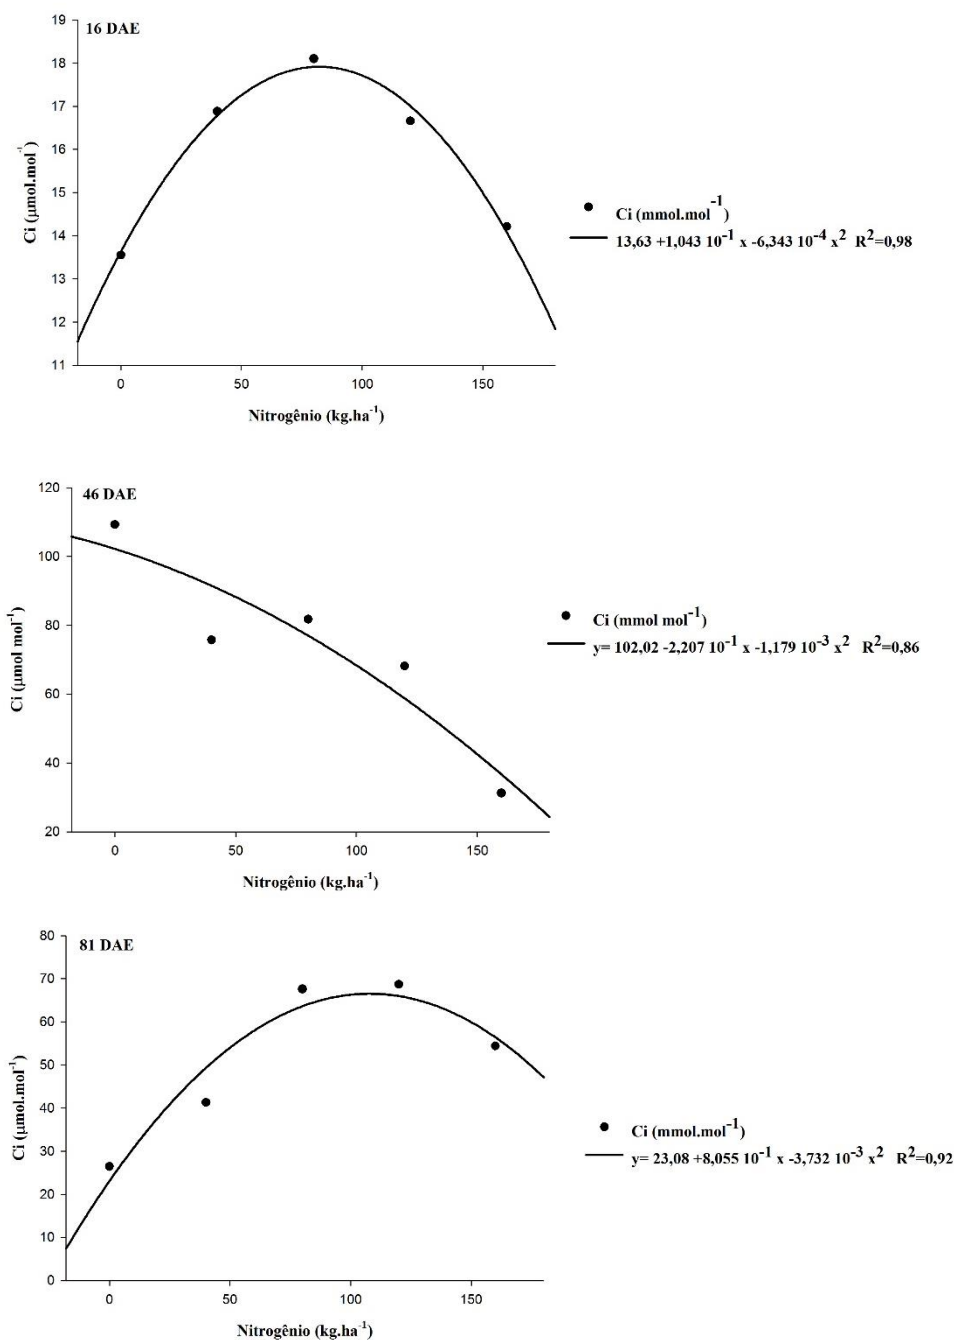 19
16 DAE
18
17
16
15
14
13
12
11
Ci (µmol.mol⁻¹)
0 50 100 150
Nitrogênio (kg.ha⁻¹)
Ci (mmol.mol⁻¹)
13,63 +1,043 10⁻¹ x -6,343 10⁻⁴ x² R²=0,98
120
46 DAE
100
80
60
40
20
Ci (µmol mol⁻¹)
0 50 100 150
Nitrogênio (kg.ha⁻¹)
Ci (mmol mol⁻¹)
y= 102,02 -2,207 10⁻¹ x -1,179 10⁻³ x² R²=0,86
80
81 DAE
70
60
50
40
30
20
10
0
Ci (µmol.mol⁻¹)
0 50 100 150
Nitrogênio (kg.ha⁻¹)
Ci (mmol.mol⁻¹)
y= 23,08 +8,055 10⁻¹ x -3,732 10⁻³ x² R²=0,92